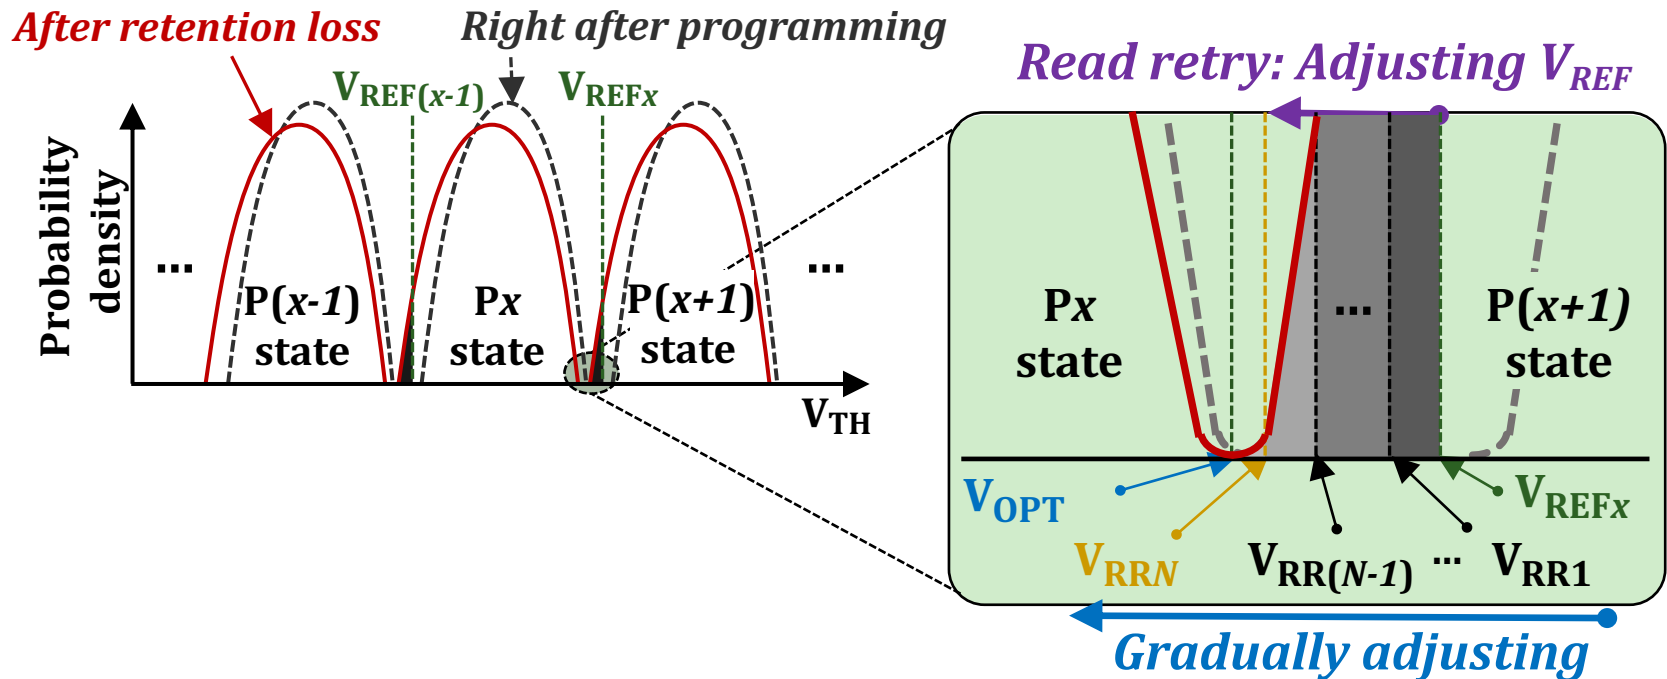 After retention loss
Right after programming
VREF(x-1)
VREFx
Probability
density
...
P(x-1)
state
Px
state
P(x+1)
state
...
VTH
Read retry: Adjusting VREF
Px
state
...
P(x+1)
state
VOPT
VREFx
VRRN
VRR(N-1)
...
VRR1
Gradually adjusting